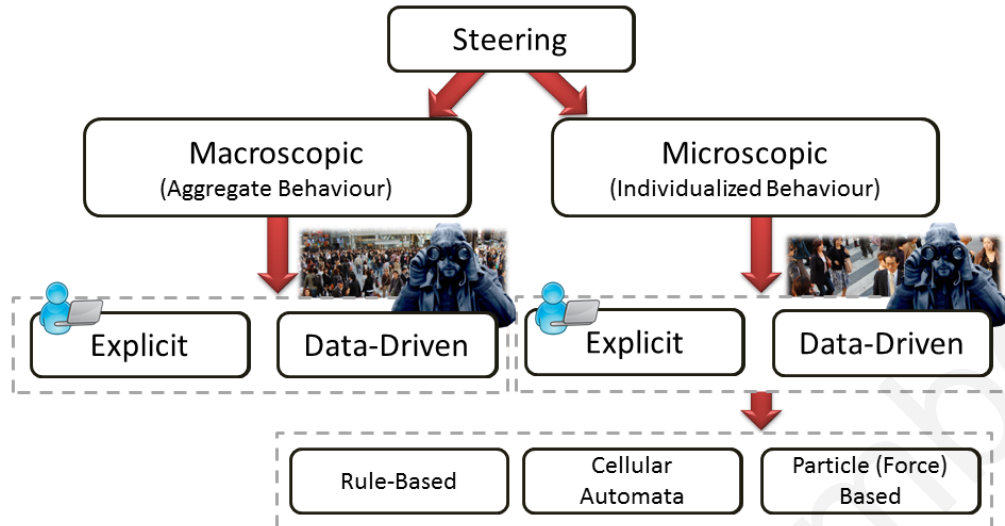 Steering
Macroscopic
(Aggregate Behaviour)
Microscopic
(Individualized Behaviour)
Explicit
Data-Driven
Explicit
Data-Driven
Rule-Based
Cellular
Automata
Particle (Force)
Based